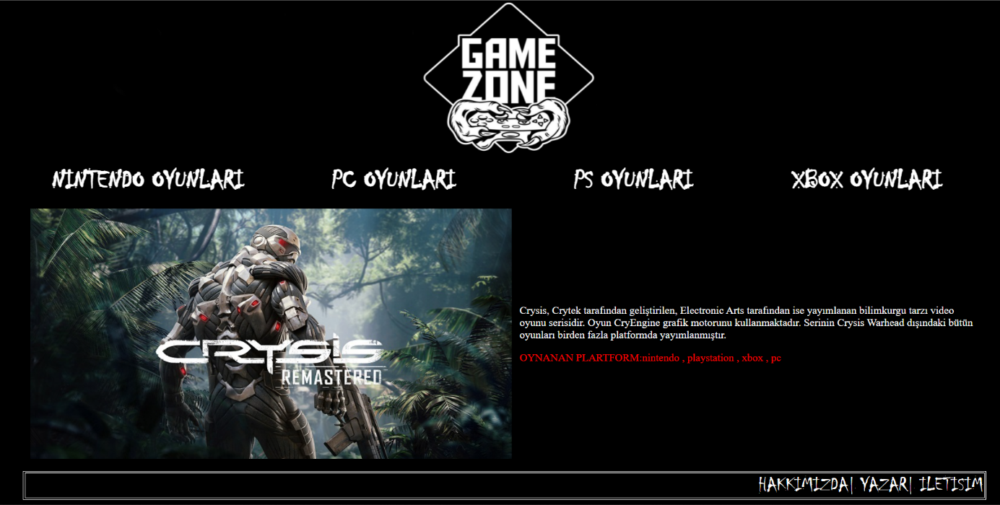 GAME
ZONE
NINTENDO OYUNLARI
PC OYUNLARI
PS OYUNLARI
XBOX OYUNLARI
CRYSIS
REMASTERED
Crysis, Crytek tarafından geliştirilen, Electronic Arts tarafından ise yayımlanan bilimkurgu tarzı video
oyunu serisidir. Oyun CryEngine grafik motorunu kullanmaktadır. Serinin Crysis Warhead dışındaki bütün
oyunları birden fazla platformda yayımlanmıştır.
OYNANAN PLARTFORM:nintendo , playstation , xbox , pc
HAKKIMIZDA| YAZAR| ILETISIM